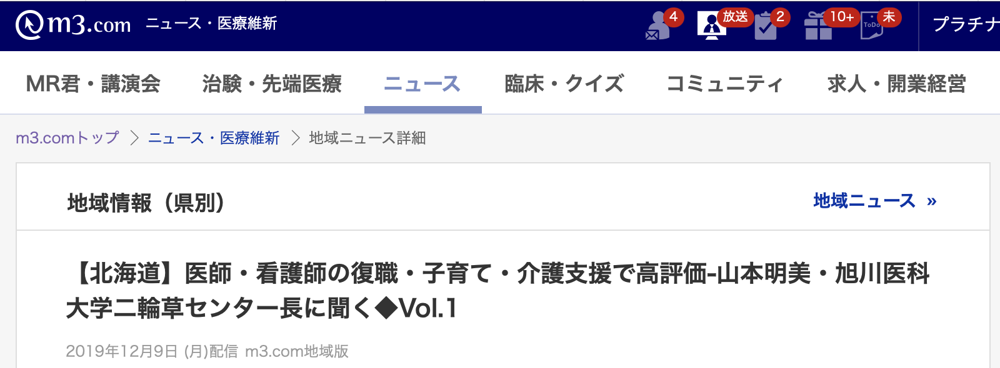 m3.com ニュース・医療維新 4 放送 2 10+ ToDo 未 プラチナ
MR君・講演会 治験・先端医療 ニュース 臨床・クイズ コミュニティ 求人・開業経営
m3.comトップ > ニュース・医療維新 > 地域ニュース詳細
地域情報（県別） 地域ニュース »
【北海道】医師・看護師の復職・子育て・介護支援で高評価-山本明美・旭川医科
大学二輪草センター長に聞く◆Vol.1
2019年12月9日 (月)配信 m3.com地域版